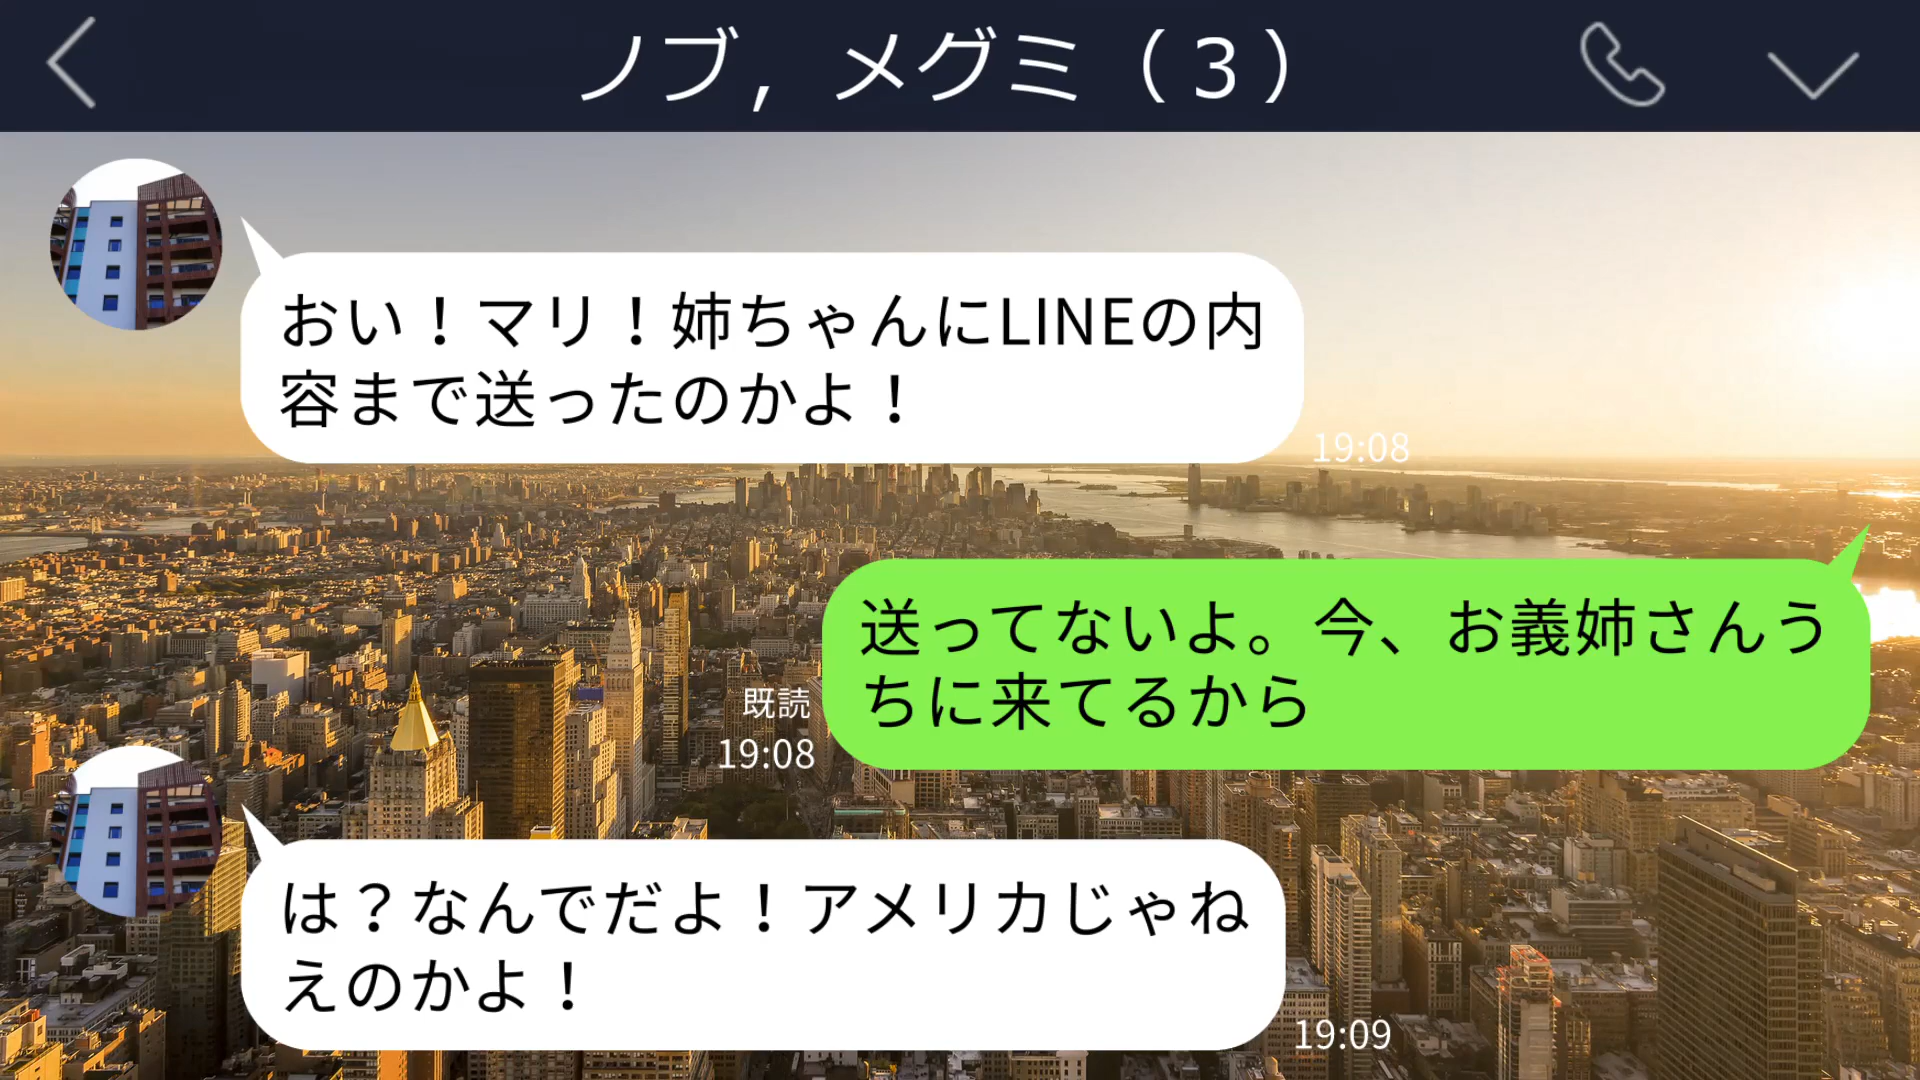 ノブ，メグミ（３）
おい！マリ！姉ちゃんにLINEの内
容まで送ったのかよ！
19:08
送ってないよ。今、お義姉さんう
ちに来てるから
既読
19:08
は？なんでだよ！アメリカじゃね
えのかよ！
19:09